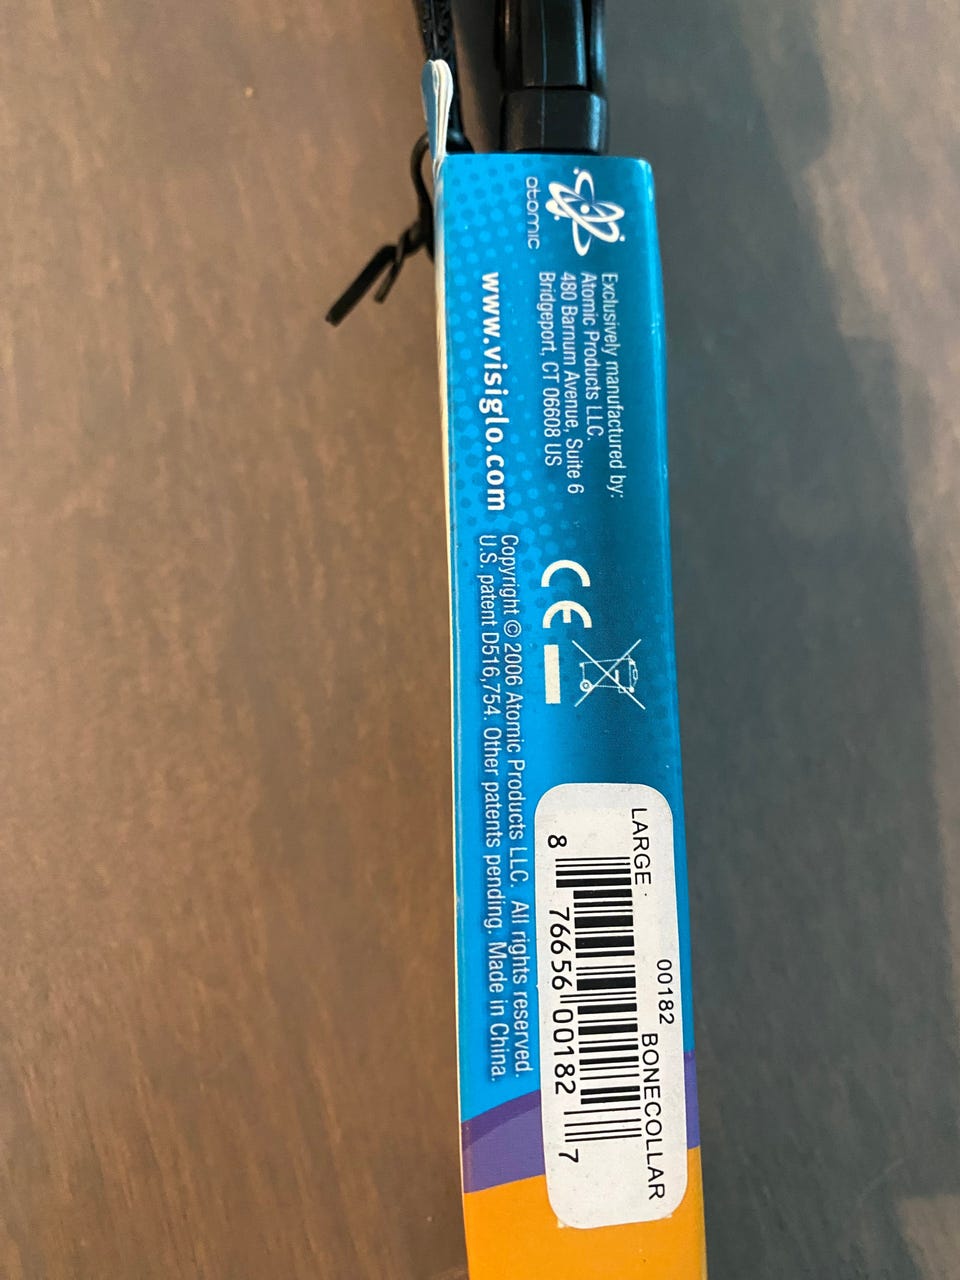 atomic
Exclusively manufactured by:
Atomic Products LLC.
480 Barnum Avenue, Suite 6
Bridgeport, CT 06608 US
www.visiglo.com
CE
Copyright © 2006 Atomic Products LLC. All rights reserved.
U.S. patent D516,754. Other patents pending. Made in China.
00182 BONECOLLAR
LARGE
8 76656 00182 7